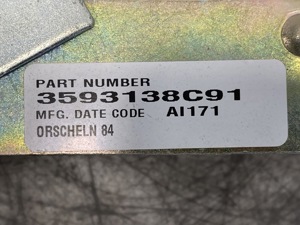 PART NUMBER
3593138C91
MFG. DATE CODE AI171
ORSCHELN 84